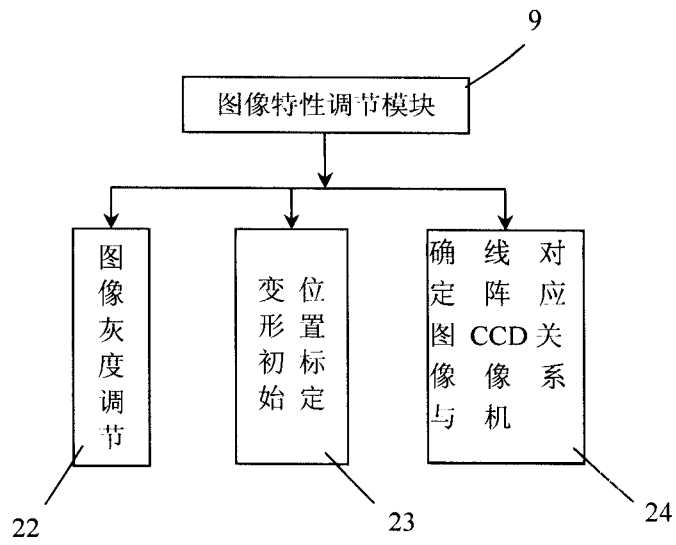 9
图像特性调节模块
图像灰度调节
变形初始
位置标定
确定图像与
线阵CCD像机
对应关系
22
23
24